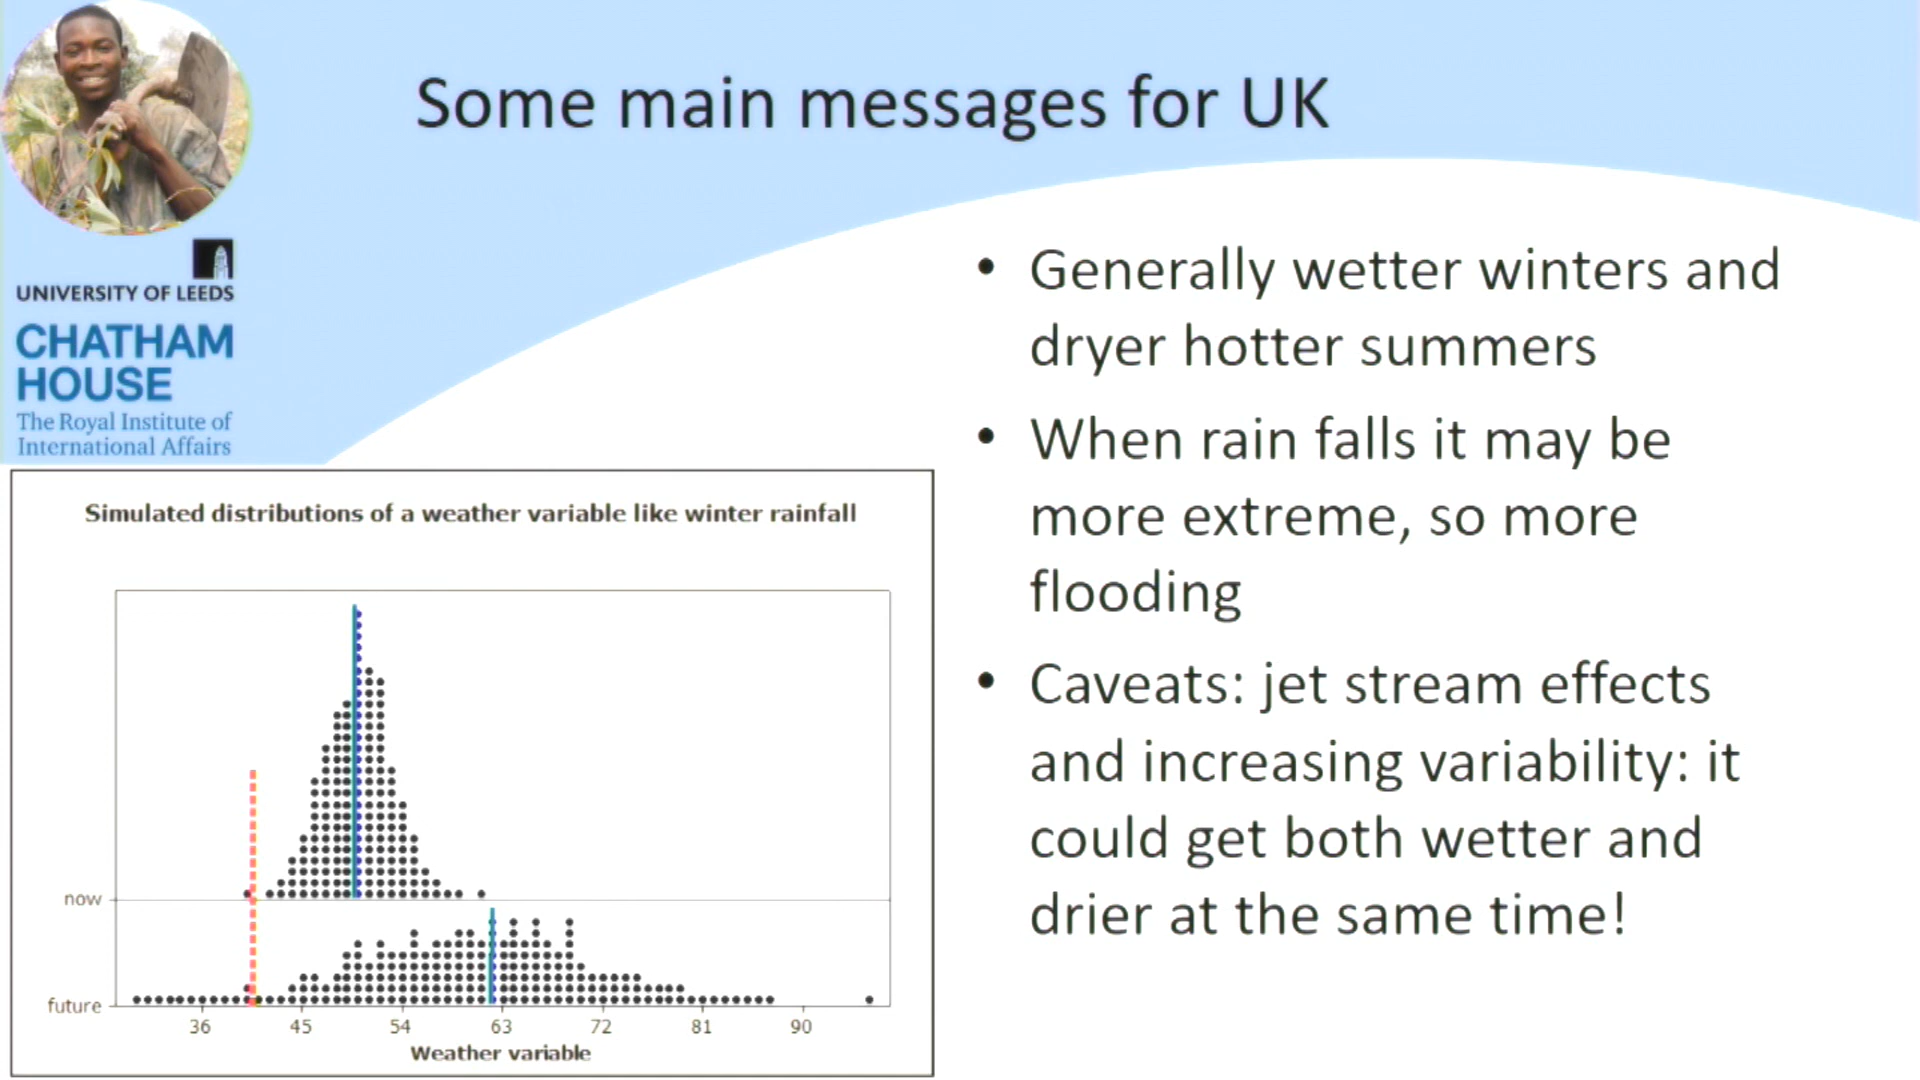 Some main messages for UK
UNIVERSITY OF LEEDS
CHATHAM
HOUSE
The Royal Institute of
International Affairs
Simulated distributions of a weather variable like winter rainfall
now
future
36 45 54 63 72 81 90
Weather variable
• Generally wetter winters and
dryer hotter summers
• When rain falls it may be
more extreme, so more
flooding
• Caveats: jet stream effects
and increasing variability: it
could get both wetter and
drier at the same time!